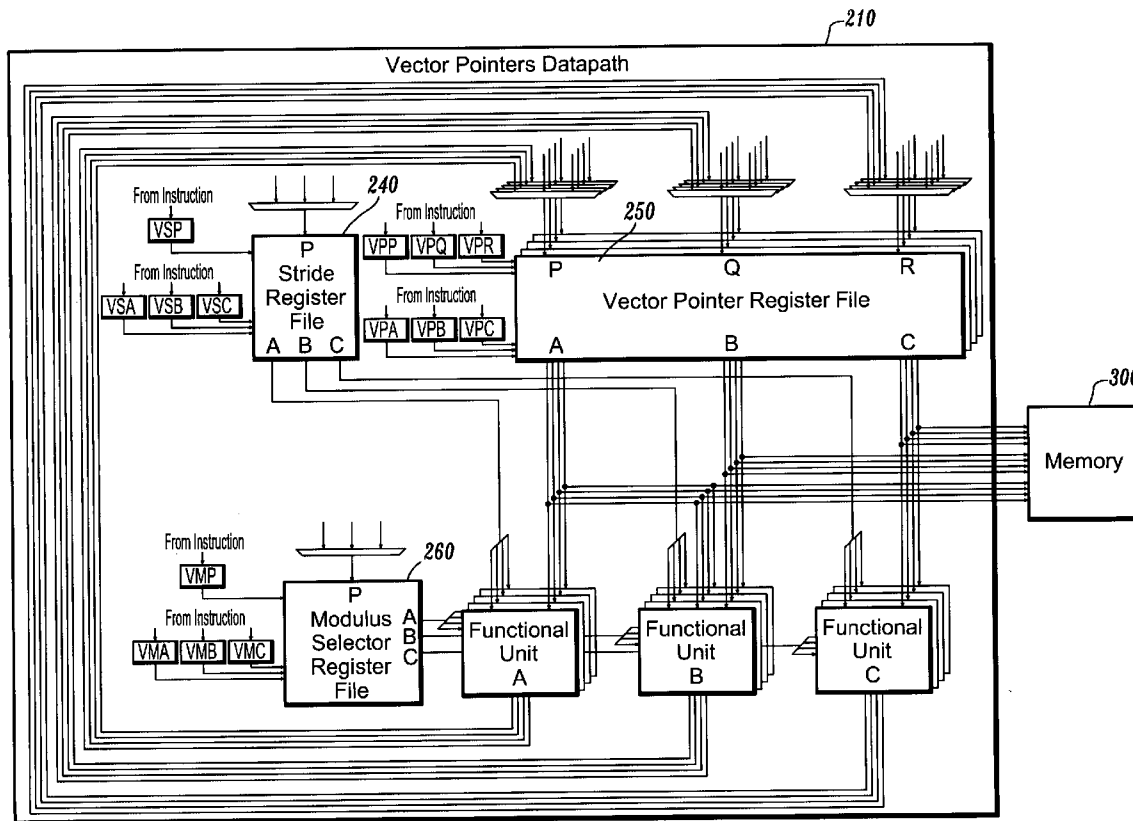 210
Vector Pointers Datapath
From Instruction
VSP
240
P
Stride
Register
File
A B C
From Instruction
VSA VSB VSC
From Instruction
VPP VPQ VPR
From Instruction
VPA VPB VPC
250
P Q R
Vector Pointer Register File
A B C
300
Memory
From Instruction
VMP
From Instruction
VMA VMB VMC
260
P
Modulus
Selector
Register
File
A
B
C
Functional
Unit
A
Functional
Unit
B
Functional
Unit
C